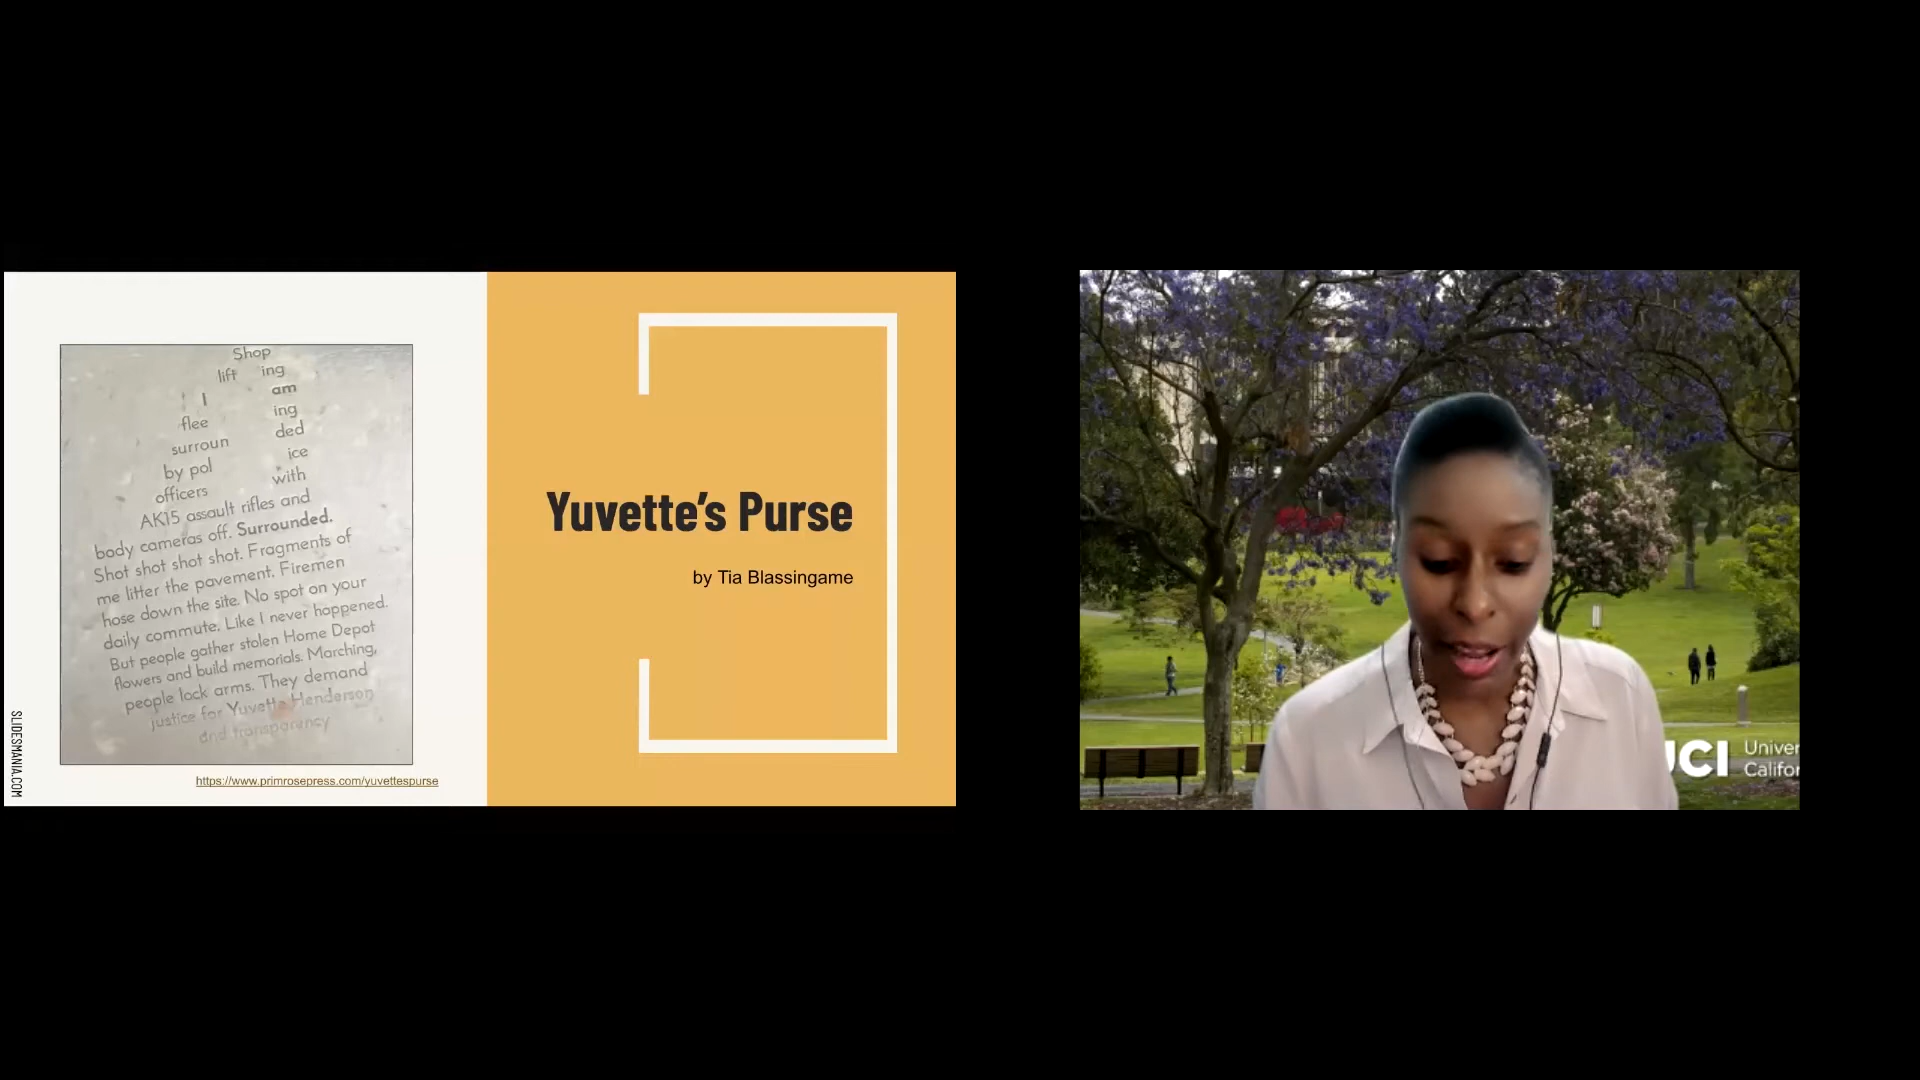 Shop
lift ing
I am
flee ing
surroun ded
by pol ice
officers with
AK15 assault rifles and
body cameras off. Surrounded.
Shot shot shot shot. Fragments of
me litter the pavement. Firemen
hose down the site. No spot on your
daily commute. Like I never happened.
But people gather stolen Home Depot
flowers and build memorials. Marching,
people lock arms. They demand
justice for Yuvette Henderson
and transparency
https://www.primrosepress.com/yuvettespurse
SLIDESMANIA.COM
Yuvette's Purse
by Tia Blassingame
UCI Univer
Califor